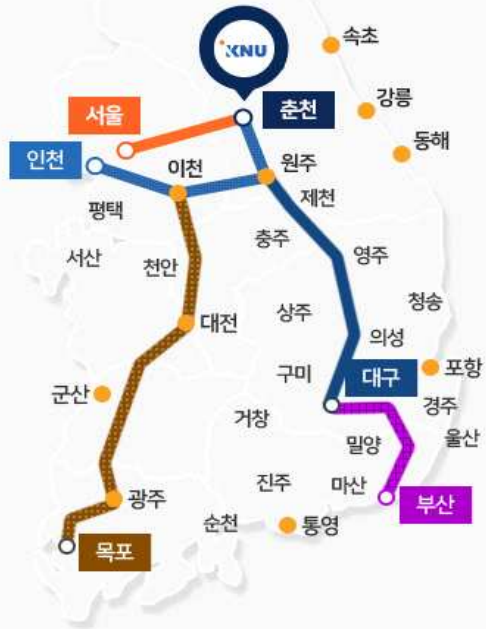 속초
KNU
강릉
서울
춘천
동해
인천
이천
원주
제천
평택
충주
영주
서산
천안
청송
상주
대전
의성
구미
대구
포항
군산
경주
거창
밀양
울산
진주
마산
광주
부산
순천
통영
목포